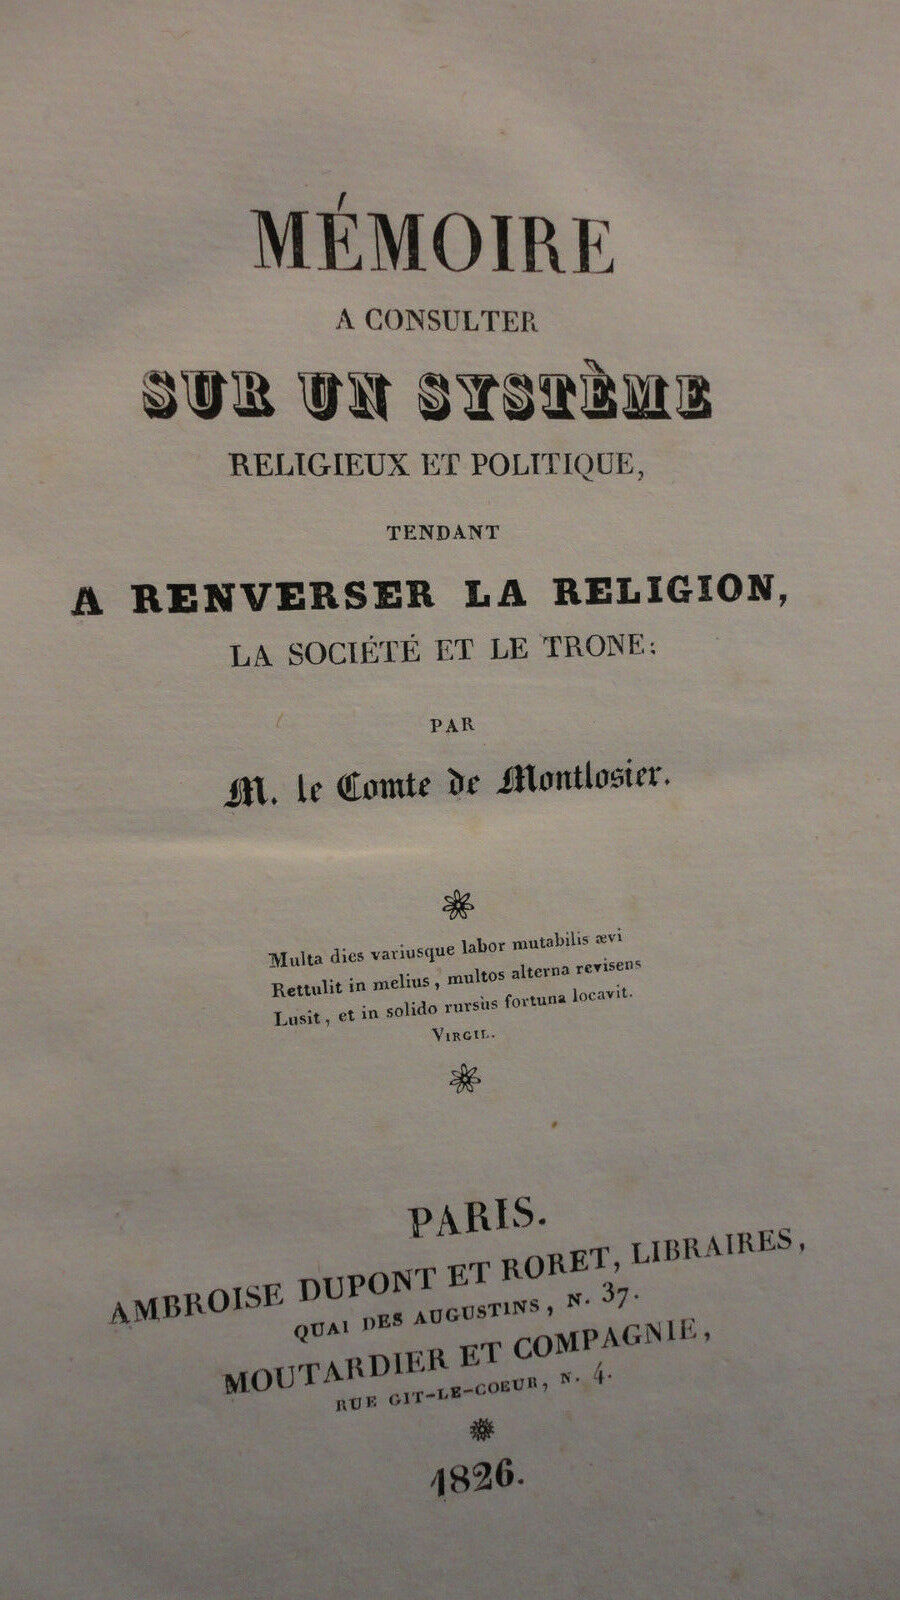 MÉMOIRE
A CONSULTER
SUR UN SYSTÈME
RELIGIEUX ET POLITIQUE,
TENDANT
A RENVERSER LA RELIGION,
LA SOCIÉTÉ ET LE TRONE;
PAR
M. le Comte de Montlosier.
Multa dies variusque labor mutabilis ævi
Rettulit in melius, multos alterna revisens
Lusit, et in solido rursùs fortuna locavit.
VIRGIL.
PARIS.
AMBROISE DUPONT ET RORET, LIBRAIRES,
QUAI DES AUGUSTINS, N. 37.
MOUTARDIER ET COMPAGNIE,
RUE GIT-LE-COEUR, N. 4.
1826.